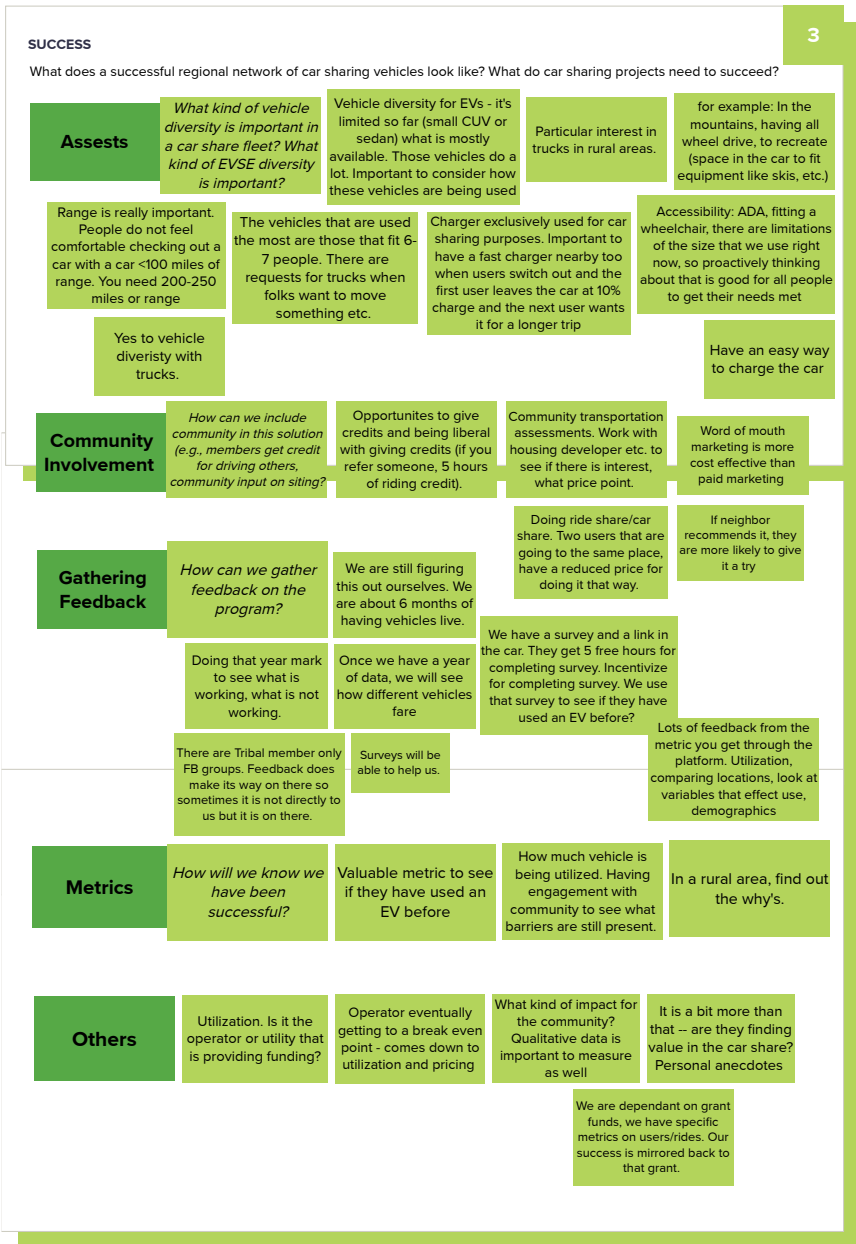 3
SUCCESS
What does a successful regional network of car sharing vehicles look like? What do car sharing projects need to succeed?
Assests
What kind of vehicle
diversity is important in
a car share fleet? What
kind of EVSE diversity
is important?
Vehicle diversity for EVs - it's
limited so far (small CUV or
sedan) what is mostly
available. Those vehicles do a
lot. Important to consider how
these vehicles are being used
Particular interest in
trucks in rural areas.
for example: In the
mountains, having all
wheel drive, to recreate
(space in the car to fit
equipment like skis, etc.)
Range is really important.
People do not feel
comfortable checking out a
car with a car <100 miles of
range. You need 200-250
miles or range
The vehicles that are used
the most are those that fit 6-
7 people. There are
requests for trucks when
folks want to move
something etc.
Charger exclusively used for car
sharing purposes. Important to
have a fast charger nearby too
when users switch out and the
first user leaves the car at 10%
charge and the next user wants
it for a longer trip
Accessibility: ADA, fitting a
wheelchair, there are limitations
of the size that we use right
now, so proactively thinking
about that is good for all people
to get their needs met
Yes to vehicle
diveristy with
trucks.
Have an easy way
to charge the car
Community
Involvement
How can we include
community in this solution
(e.g., members get credit
for driving others,
community input on siting?
Opportunites to give
credits and being liberal
with giving credits (if you
refer someone, 5 hours
of riding credit).
Community transportation
assessments. Work with
housing developer etc. to
see if there is interest,
what price point.
Word of mouth
marketing is more
cost effective than
paid marketing
Doing ride share/car
share. Two users that are
going to the same place,
have a reduced price for
doing it that way.
If neighbor
recommends it, they
are more likely to give
it a try
Gathering
Feedback
How can we gather
feedback on the
program?
We are still figuring
this out ourselves. We
are about 6 months of
having vehicles live.
We have a survey and a link in
the car. They get 5 free hours for
completing survey. Incentivize
for completing survey. We use
that survey to see if they have
used an EV before?
Doing that year mark
to see what is
working, what is not
working.
Once we have a year
of data, we will see
how different vehicles
fare
Lots of feedback from the
metric you get through the
platform. Utilization,
comparing locations, look at
variables that effect use,
demographics
There are Tribal member only
FB groups. Feedback does
make its way on there so
sometimes it is not directly to
us but it is on there.
Surveys will be
able to help us.
Metrics
How will we know we
have been
successful?
Valuable metric to see
if they have used an
EV before
How much vehicle is
being utilized. Having
engagement with
community to see what
barriers are still present.
In a rural area, find out
the why's.
Others
Utilization. Is it the
operator or utility that
is providing funding?
Operator eventually
getting to a break even
point - comes down to
utilization and pricing
What kind of impact for
the community?
Qualitative data is
important to measure
as well
It is a bit more than
that -- are they finding
value in the car share?
Personal anecdotes
We are dependant on grant
funds, we have specific
metrics on users/rides. Our
success is mirrored back to
that grant.